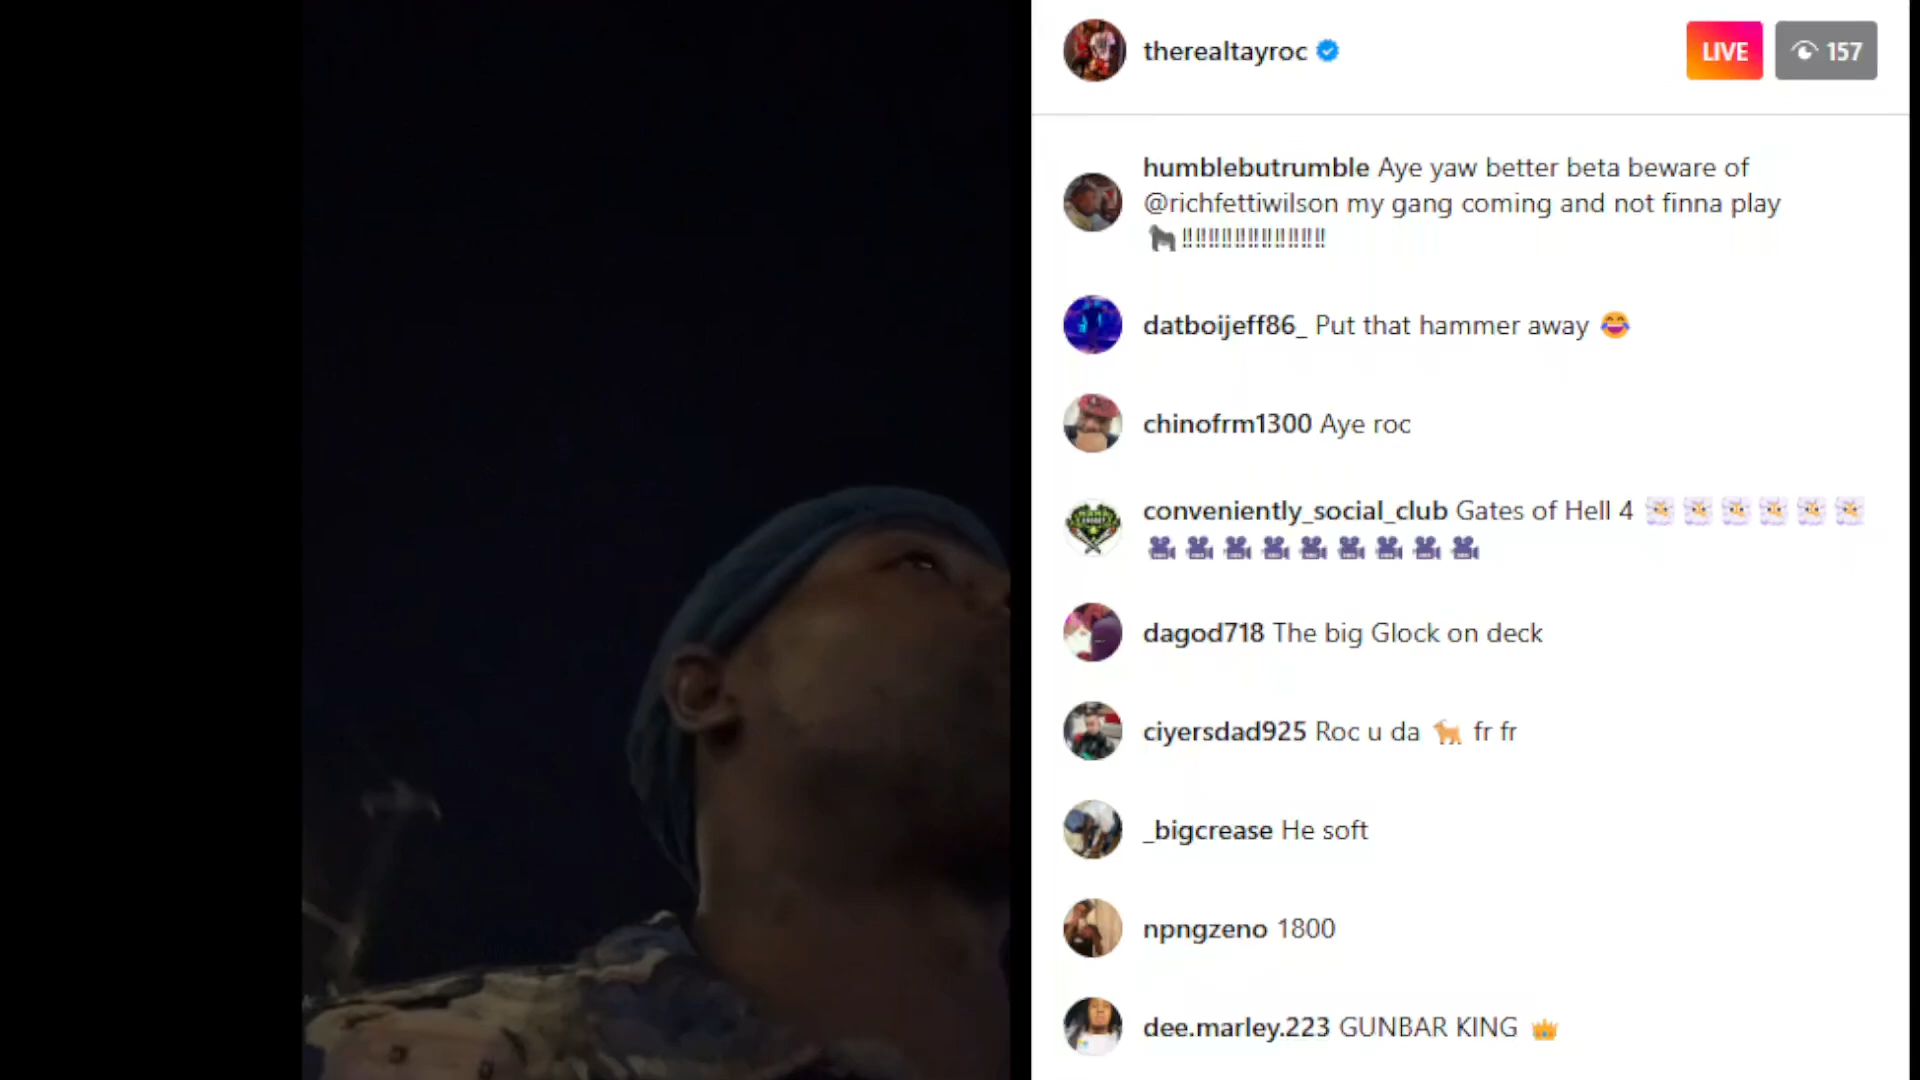 therealtayroc
LIVE
157
humblebutrumble Aye yaw better beta beware of
@richfettiwilson my gang coming and not finna play
🦍‼‼‼‼‼‼‼‼‼‼‼
datboijeff86_ Put that hammer away 😂
chinofrm1300 Aye roc
conveniently_social_club Gates of Hell 4
🎥🎥🎥🎥🎥🎥🎥🎥🎥
dagod718 The big Glock on deck
ciyersdad925 Roc u da 🐐 fr fr
_bigcrease He soft
npngzeno 1800
dee.marley.223 GUNBAR KING 👑